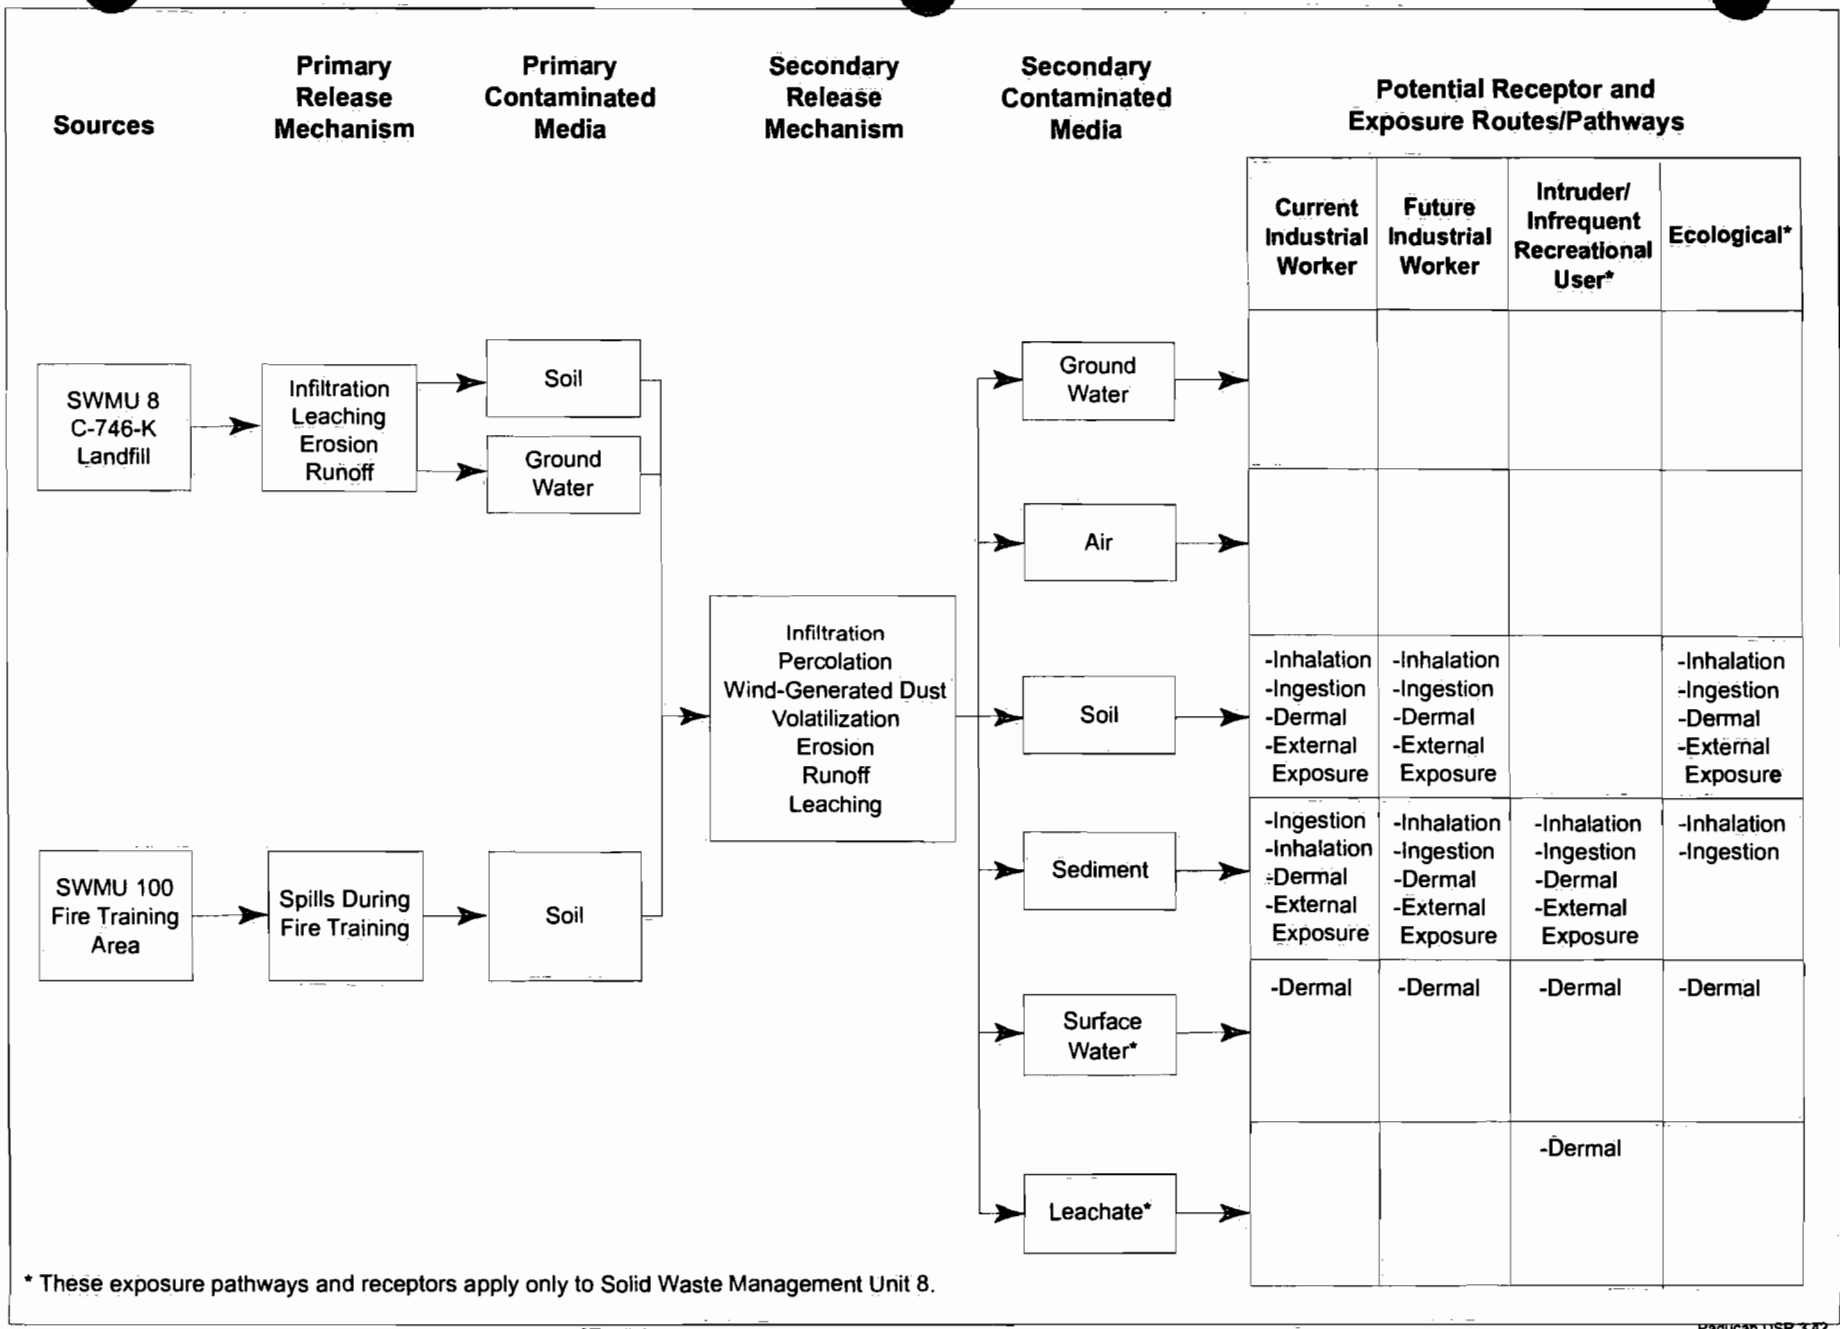 Sources
Primary
Release
Mechanism
Primary
Contaminated
Media
Secondary
Release
Mechanism
Secondary
Contaminated
Media
Potential Receptor and
Exposure Routes/Pathways
Current
Industrial
Worker
Future
Industrial
Worker
Intruder/
Infrequent
Recreational
User*
Ecological*
SWMU 8
C-746-K
Landfill
Infiltration
Leaching
Erosion
Runoff
Soil
Ground
Water
SWMU 100
Fire Training
Area
Spills During
Fire Training
Soil
Infiltration
Percolation
Wind-Generated Dust
Volatilization
Erosion
Runoff
Leaching
Ground
Water
Air
Soil
-Inhalation
-Ingestion
-Dermal
-External
Exposure
-Inhalation
-Ingestion
-Dermal
-External
Exposure
-Inhalation
-Ingestion
-Dermal
-External
Exposure
Sediment
-Ingestion
-Inhalation
-Dermal
-External
Exposure
-Inhalation
-Ingestion
-Dermal
-External
Exposure
-Inhalation
-Ingestion
-Dermal
-External
Exposure
-Inhalation
-Ingestion
Surface
Water*
-Dermal
-Dermal
-Dermal
-Dermal
Leachate*
-Dermal
* These exposure pathways and receptors apply only to Solid Waste Management Unit 8.